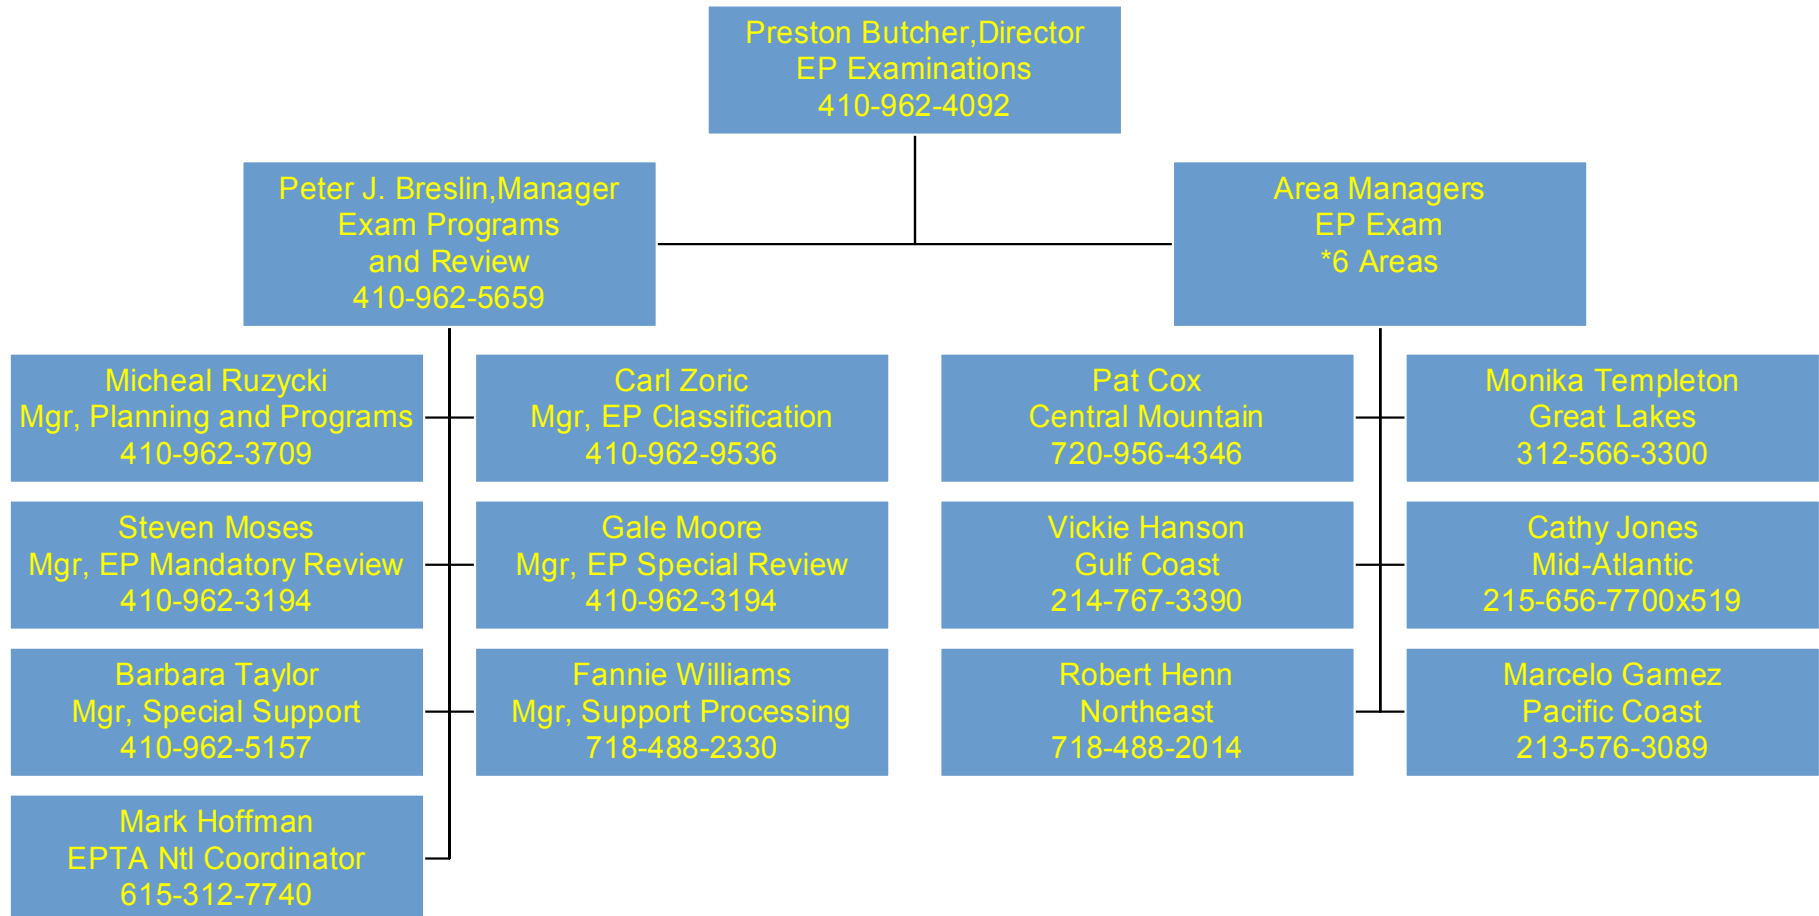 Preston Butcher,Director
EP Examinations
410-962-4092
Peter J. Breslin,Manager
Exam Programs
and Review
410-962-5659
Area Managers
EP Exam
*6 Areas
Micheal Ruzycki
Mgr, Planning and Programs
410-962-3709
Carl Zoric
Mgr, EP Classification
410-962-9536
Steven Moses
Mgr, EP Mandatory Review
410-962-3194
Gale Moore
Mgr, EP Special Review
410-962-3194
Barbara Taylor
Mgr, Special Support
410-962-5157
Fannie Williams
Mgr, Support Processing
718-488-2330
Mark Hoffman
EPTA Ntl Coordinator
615-312-7740
Pat Cox
Central Mountain
720-956-4346
Monika Templeton
Great Lakes
312-566-3300
Vickie Hanson
Gulf Coast
214-767-3390
Cathy Jones
Mid-Atlantic
215-656-7700x519
Robert Henn
Northeast
718-488-2014
Marcelo Gamez
Pacific Coast
213-576-3089